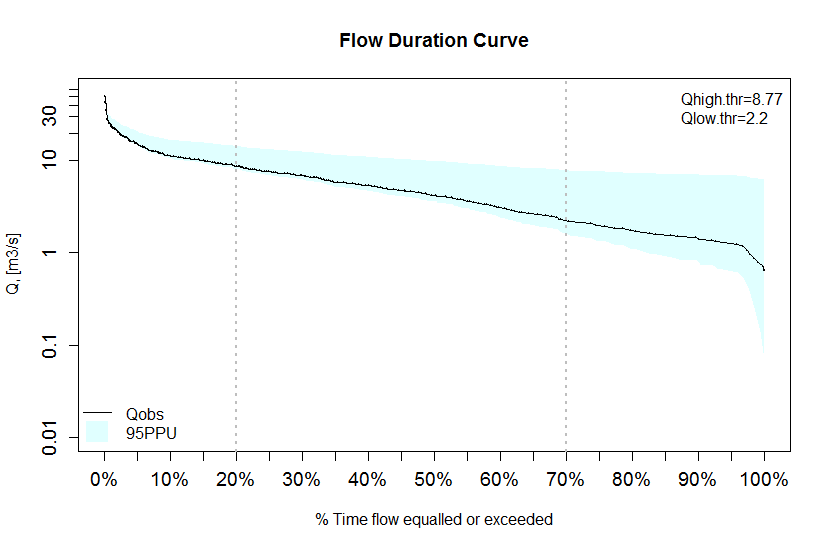 Flow Duration Curve
Qhigh.thr=8.77
Qlow.thr=2.2
Q, [m3/s]
30
10
1
0.1
0.01
Qobs
95PPU
0% 10% 20% 30% 40% 50% 60% 70% 80% 90% 100%
% Time flow equalled or exceeded